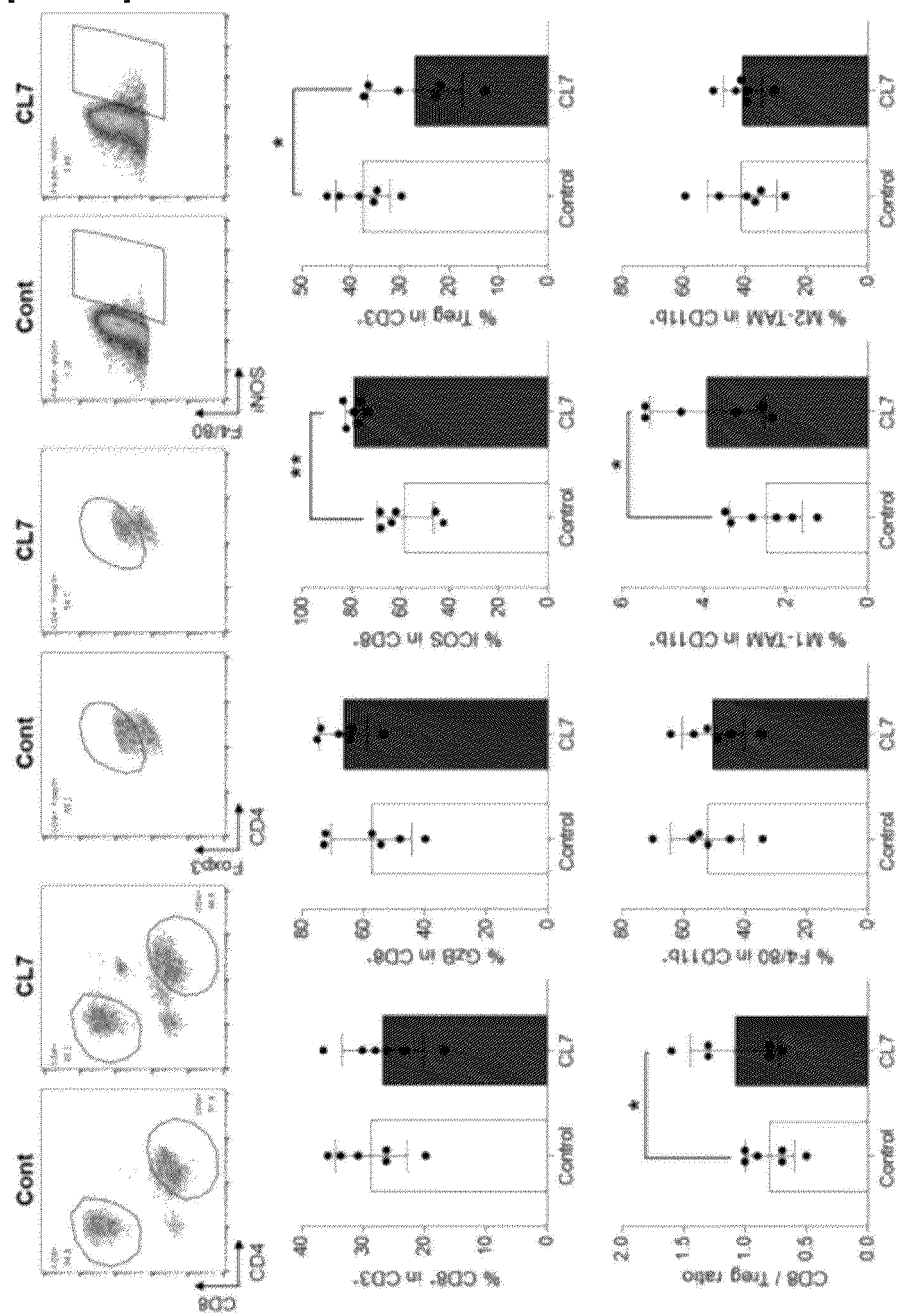 Cont
CL7
Cont
CL7
Cont
CL7
CD8
CD4
Foxp3
CD4
F4/80
iNOS
% CD8⁺ in CD3⁺
40
30
20
10
0
Control
CL7
% GzB in CD8⁺
80
60
40
20
0
Control
CL7
% ICOS in CD8⁺
100
80
60
40
20
0
**
Control
CL7
% Treg in CD3⁺
50
40
30
20
10
0
*
Control
CL7
CD8 / Treg ratio
2.0
1.5
1.0
0.5
0.0
*
Control
CL7
% F4/80 in CD11b⁺
80
60
40
20
0
Control
CL7
% M1-TAM in CD11b⁺
6
4
2
0
*
Control
CL7
% M2-TAM in CD11b⁺
80
60
40
20
0
Control
CL7